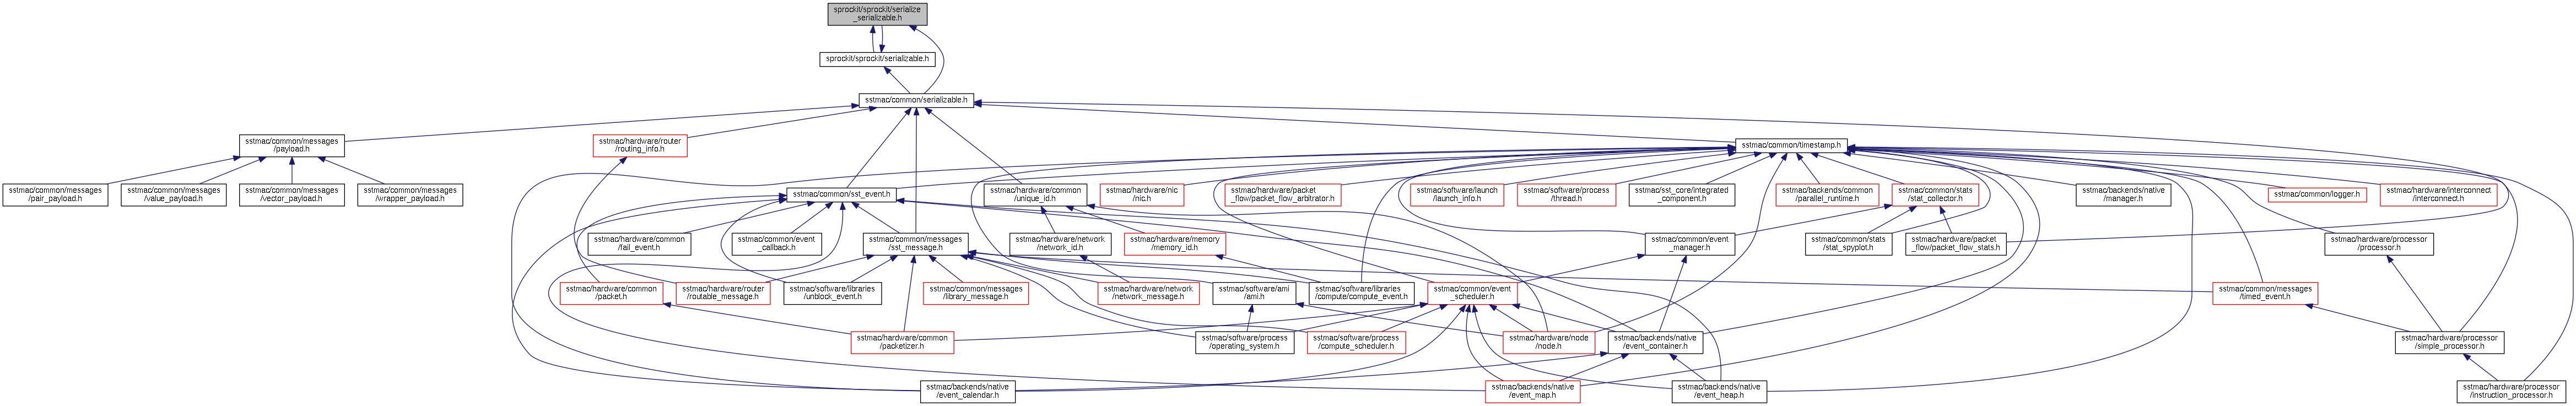 sprockit/sprockit/serialize
_serializable.h
sprockit/sprockit/serializable.h
sstmac/common/serializable.h
sstmac/common/messages
/payload.h
sstmac/hardware/router
/routing_info.h
sstmac/common/timestamp.h
sstmac/common/messages
/pair_payload.h
sstmac/common/messages
/value_payload.h
sstmac/common/messages
/vector_payload.h
sstmac/common/messages
/wrapper_payload.h
sstmac/common/sst_event.h
sstmac/hardware/common
/unique_id.h
sstmac/hardware/nic
/nic.h
sstmac/hardware/packet
_flow/packet_flow_arbitrator.h
sstmac/software/launch
/launch_info.h
sstmac/software/process
/thread.h
sstmac/sst_core/integrated
_component.h
sstmac/backends/common
/parallel_runtime.h
sstmac/common/stats
/stat_collector.h
sstmac/backends/native
/manager.h
sstmac/common/logger.h
sstmac/hardware/interconnect
/interconnect.h
sstmac/hardware/common
/fail_event.h
sstmac/common/event
_callback.h
sstmac/common/messages
/sst_message.h
sstmac/hardware/network
/network_id.h
sstmac/hardware/memory
/memory_id.h
sstmac/common/event
_manager.h
sstmac/common/stats
/stat_spyplot.h
sstmac/hardware/packet
_flow/packet_flow_stats.h
sstmac/hardware/processor
/processor.h
sstmac/hardware/common
/packet.h
sstmac/hardware/router
/routable_message.h
sstmac/software/libraries
/unblock_event.h
sstmac/common/messages
/library_message.h
sstmac/hardware/network
/network_message.h
sstmac/software/ami
/ami.h
sstmac/software/libraries
/compute/compute_event.h
sstmac/common/event
_scheduler.h
sstmac/common/messages
/timed_event.h
sstmac/hardware/common
/packetizer.h
sstmac/software/process
/operating_system.h
sstmac/software/process
/compute_scheduler.h
sstmac/hardware/node
/node.h
sstmac/backends/native
/event_container.h
sstmac/hardware/processor
/simple_processor.h
sstmac/backends/native
/event_calendar.h
sstmac/backends/native
/event_map.h
sstmac/backends/native
/event_heap.h
sstmac/hardware/processor
/instruction_processor.h